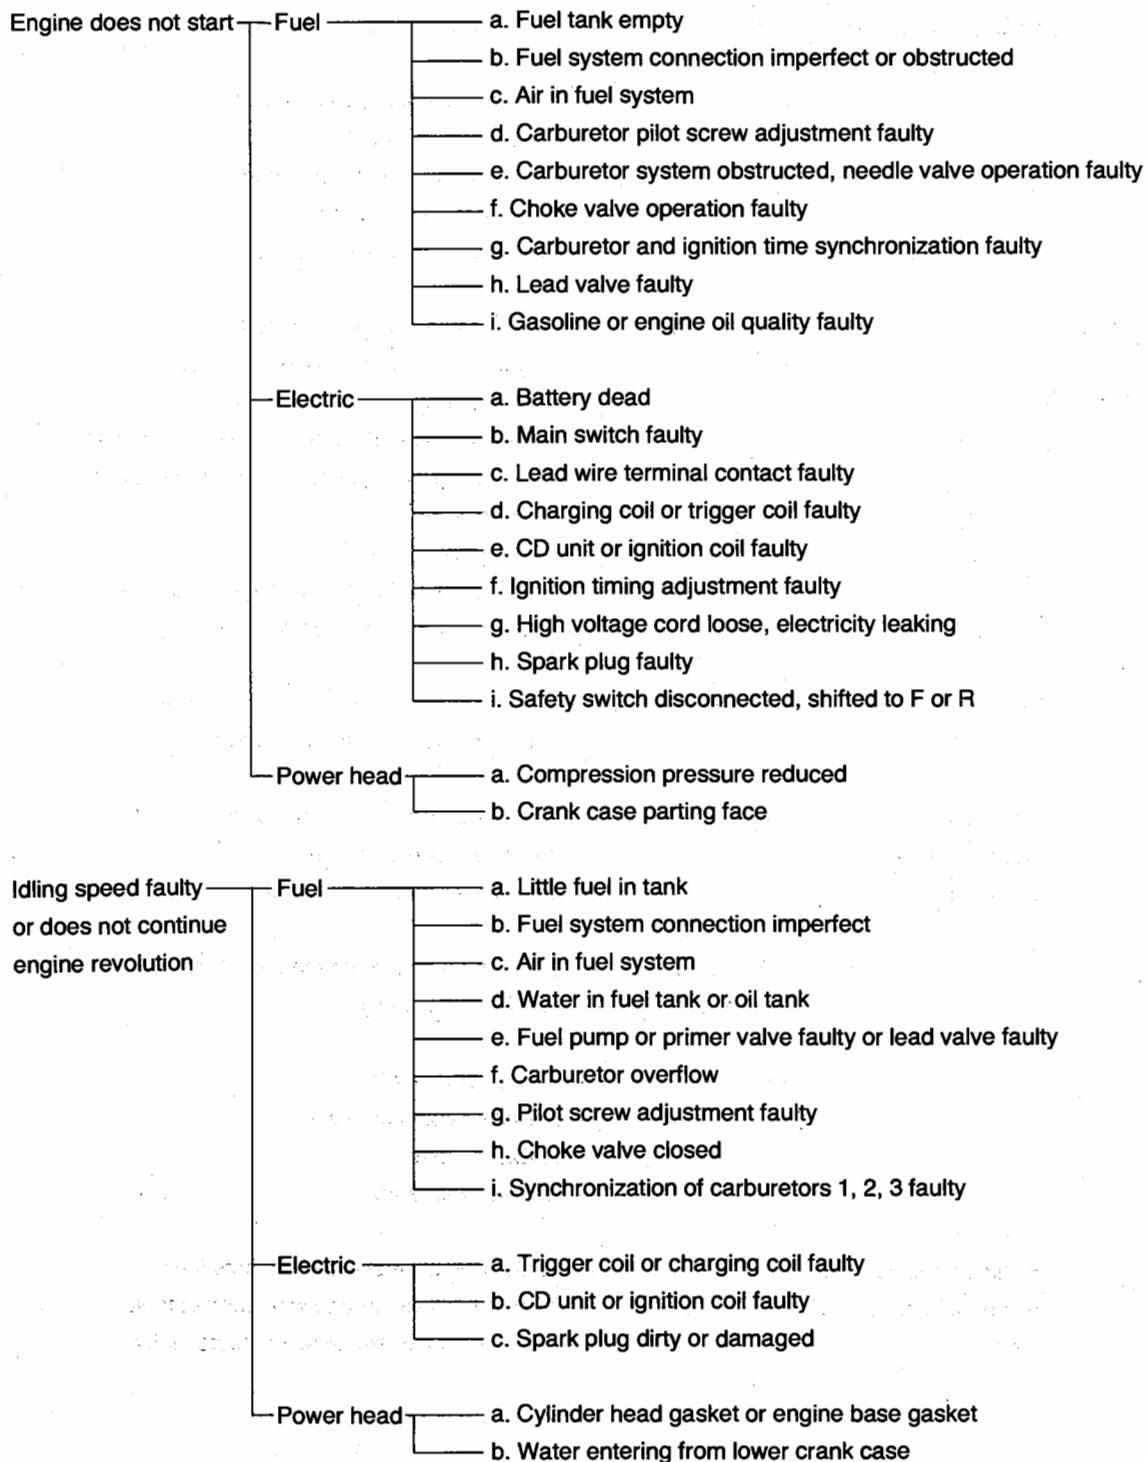 Engine does not start Fuel a. Fuel tank empty
b. Fuel system connection imperfect or obstructed
c. Air in fuel system
d. Carburetor pilot screw adjustment faulty
e. Carburetor system obstructed, needle valve operation faulty
f. Choke valve operation faulty
g. Carburetor and ignition time synchronization faulty
h. Lead valve faulty
i. Gasoline or engine oil quality faulty
Electric a. Battery dead
b. Main switch faulty
c. Lead wire terminal contact faulty
d. Charging coil or trigger coil faulty
e. CD unit or ignition coil faulty
f. Ignition timing adjustment faulty
g. High voltage cord loose, electricity leaking
h. Spark plug faulty
i. Safety switch disconnected, shifted to F or R
Power head a. Compression pressure reduced
b. Crank case parting face
Idling speed faulty Fuel a. Little fuel in tank
or does not continue b. Fuel system connection imperfect
engine revolution c. Air in fuel system
d. Water in fuel tank or oil tank
e. Fuel pump or primer valve faulty or lead valve faulty
f. Carburetor overflow
g. Pilot screw adjustment faulty
h. Choke valve closed
i. Synchronization of carburetors 1, 2, 3 faulty
Electric a. Trigger coil or charging coil faulty
b. CD unit or ignition coil faulty
c. Spark plug dirty or damaged
Power head a. Cylinder head gasket or engine base gasket
b. Water entering from lower crank case